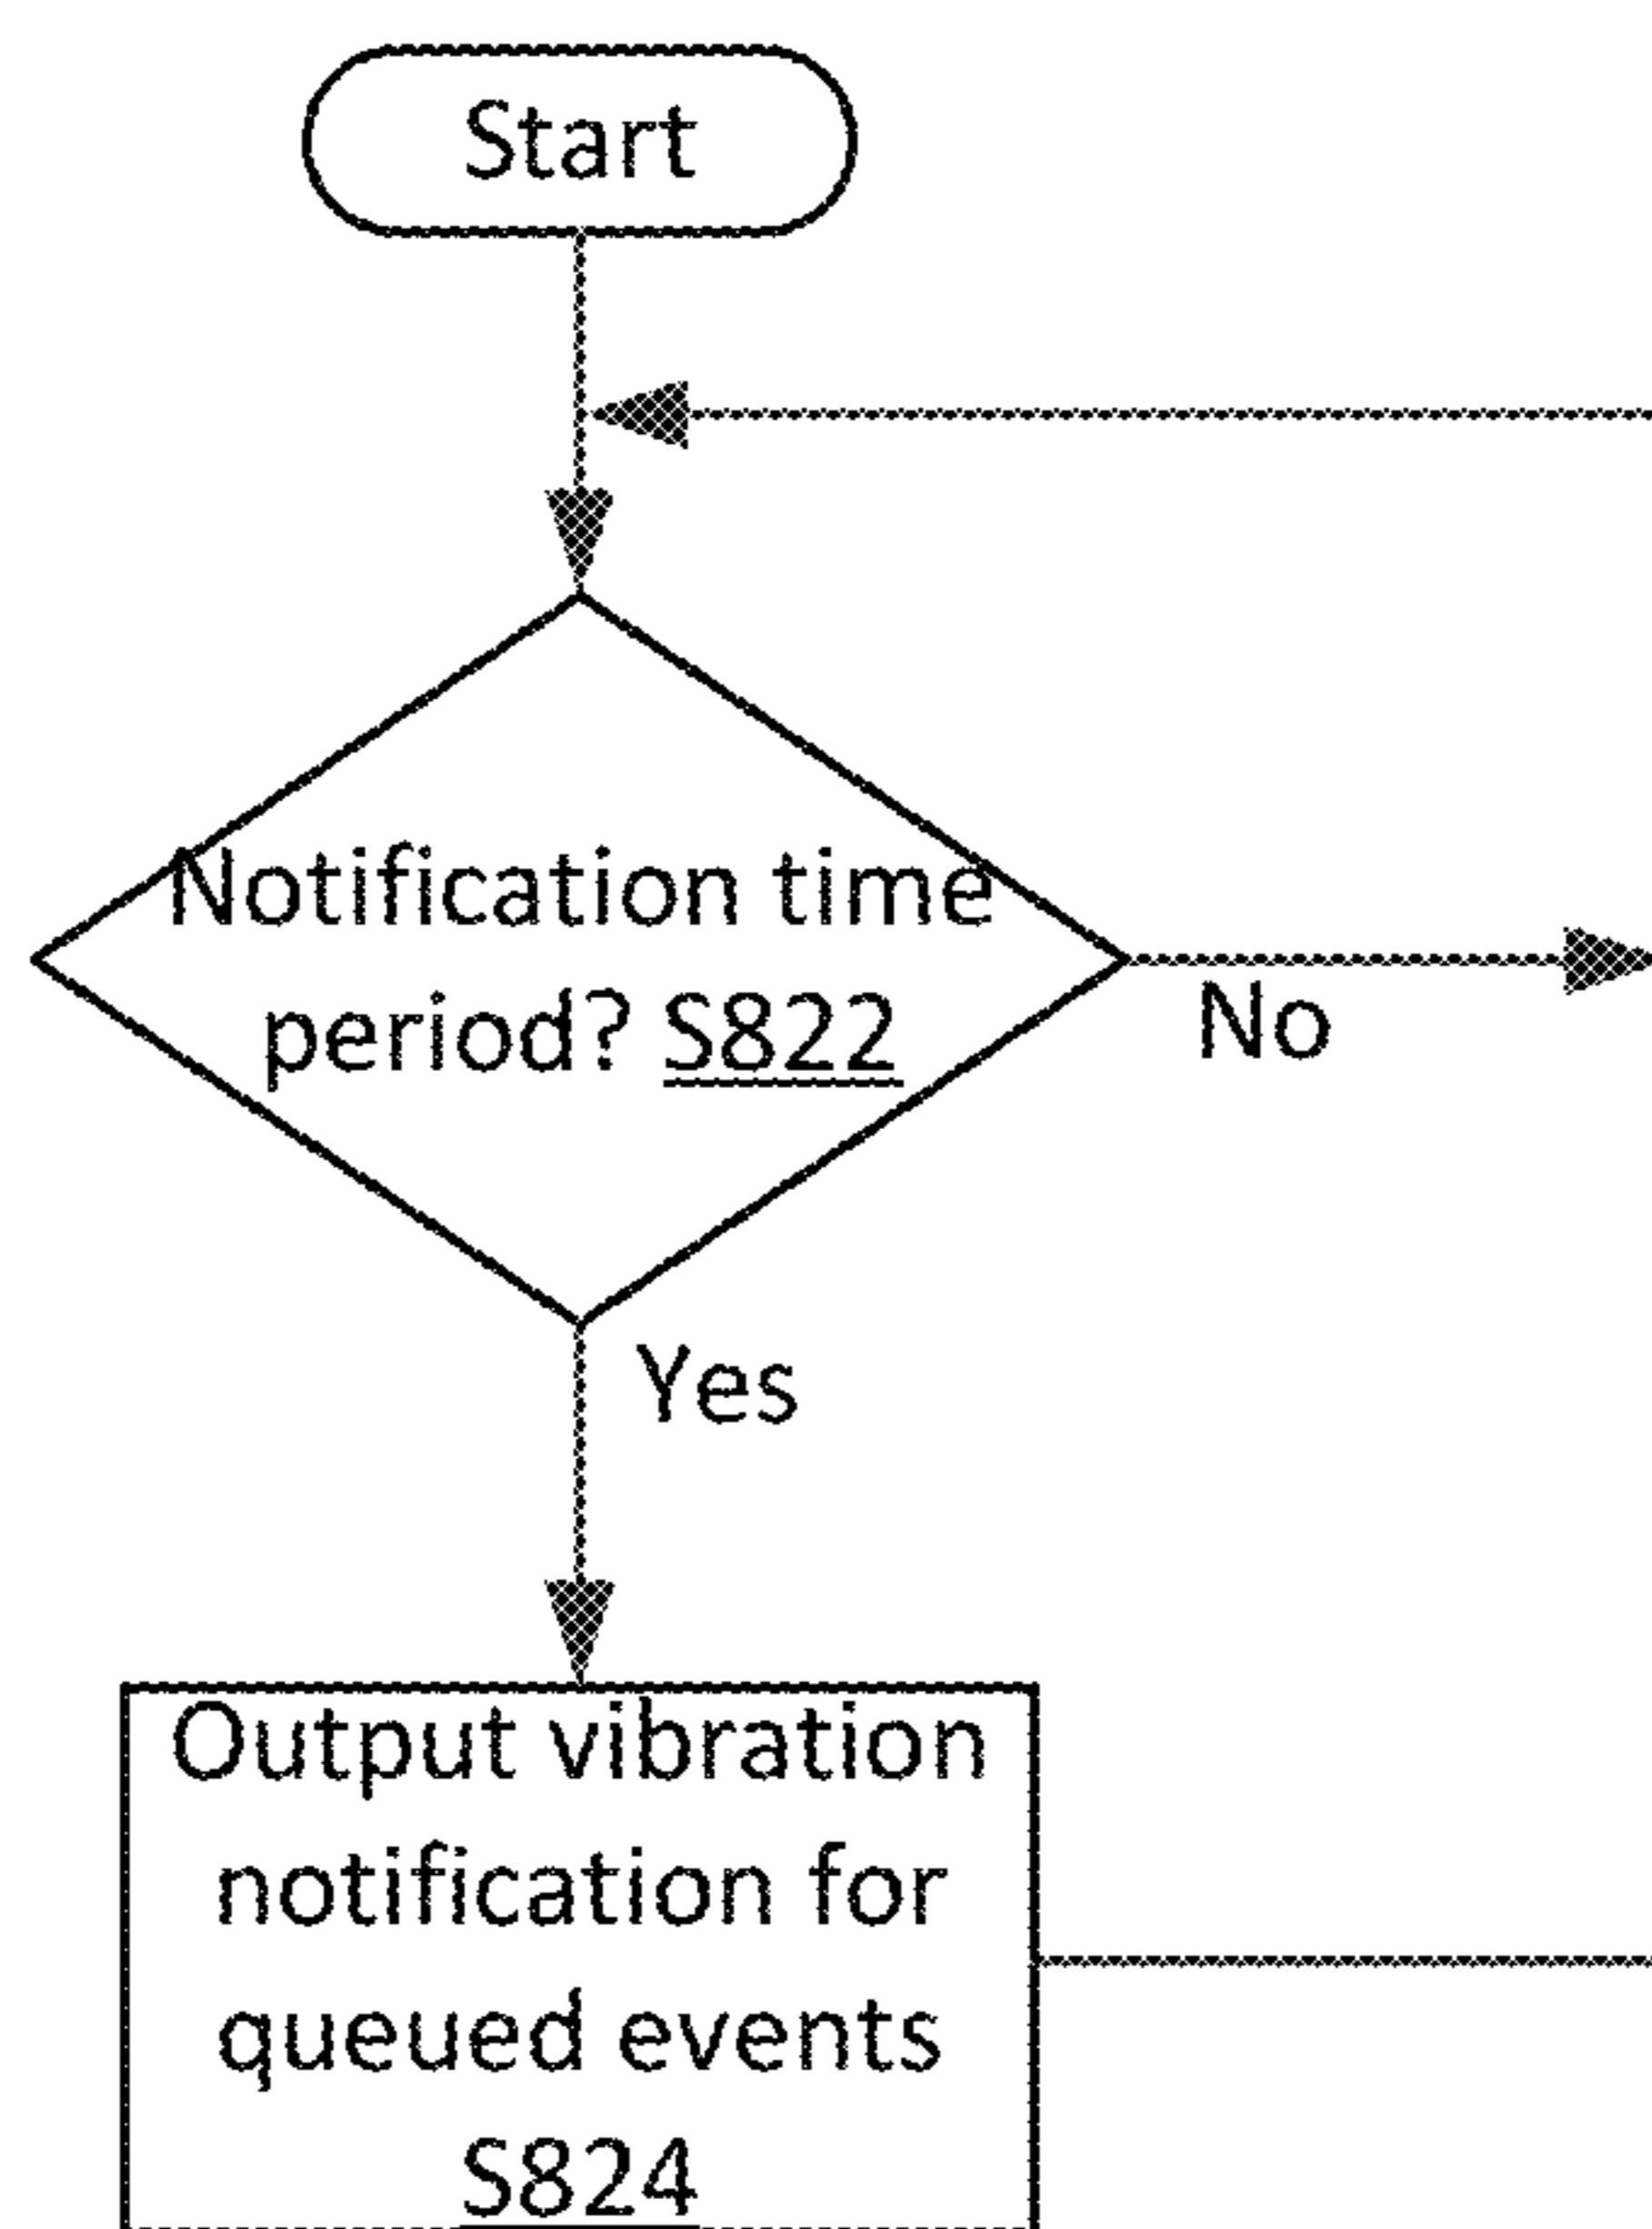 Start
Notification time
period? S822
No
Yes
Output vibration
notification for
queued events
S824